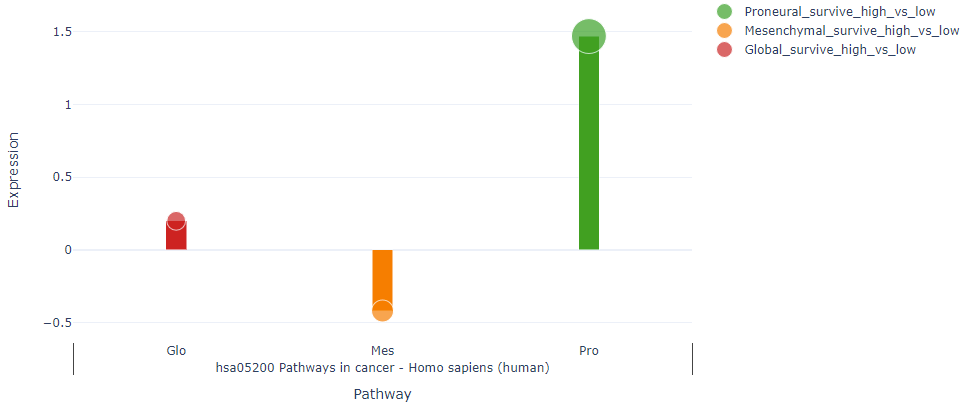 Proneural_survive_high_vs_low
Mesenchymal_survive_high_vs_low
Global_survive_high_vs_low
1.5
1
0.5
0
−0.5
Expression
Glo Mes Pro
hsa05200 Pathways in cancer - Homo sapiens (human)
Pathway